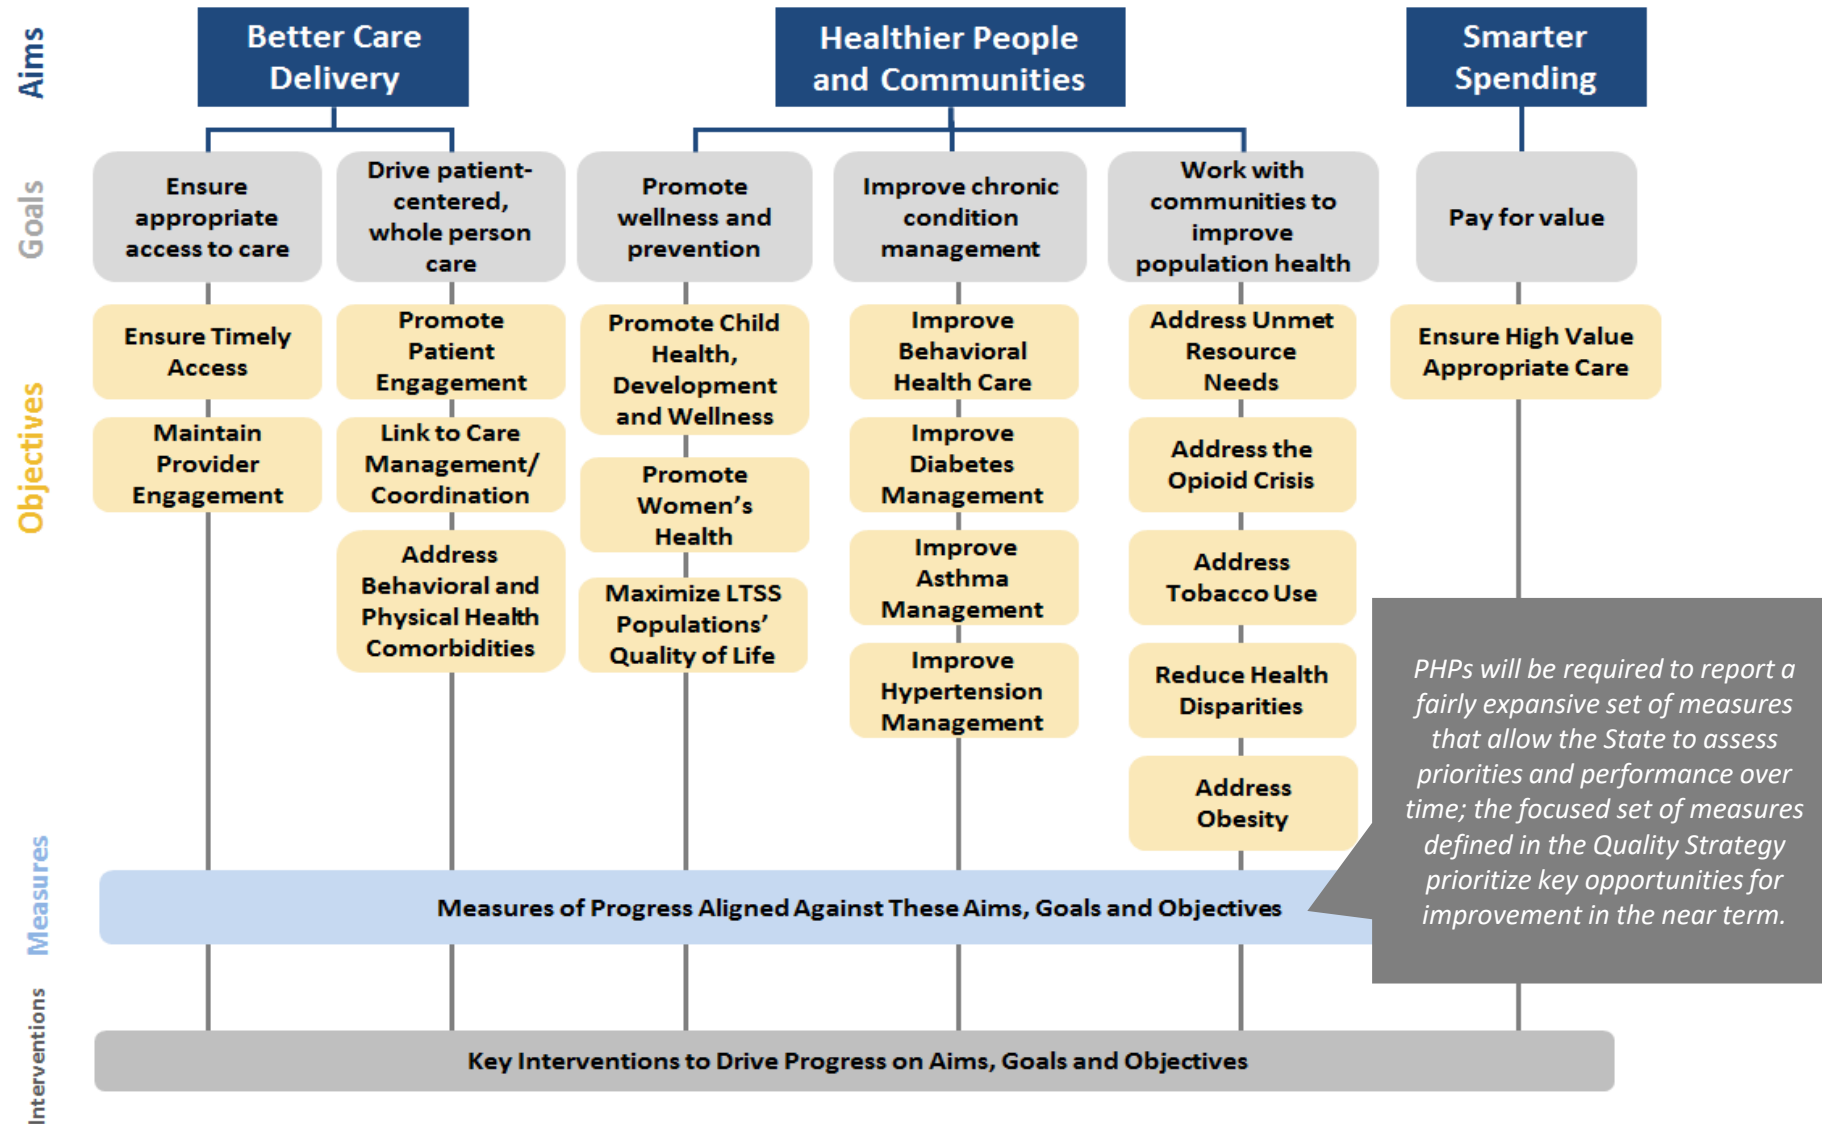 Aims
Better Care
Delivery
Healthier People
and Communities
Smarter
Spending
Goals
Ensure
appropriate
access to care
Drive patient-
centered,
whole person
care
Promote
wellness and
prevention
Improve chronic
condition
management
Work with
communities to
improve
population health
Pay for value
Objectives
Ensure Timely
Access
Maintain
Provider
Engagement
Promote
Patient
Engagement
Link to Care
Management/
Coordination
Address
Behavioral and
Physical Health
Comorbidities
Promote Child
Health,
Development
and Wellness
Promote
Women's
Health
Maximize LTSS
Populations'
Quality of Life
Improve
Behavioral
Health Care
Improve
Diabetes
Management
Improve
Asthma
Management
Improve
Hypertension
Management
Address Unmet
Resource
Needs
Address the
Opioid Crisis
Address
Tobacco Use
Reduce Health
Disparities
Address
Obesity
Ensure High Value
Appropriate Care
PHPs will be required to report a
fairly expansive set of measures
that allow the State to assess
priorities and performance over
time; the focused set of measures
defined in the Quality Strategy
prioritize key opportunities for
improvement in the near term.
Measures
Measures of Progress Aligned Against These Aims, Goals and Objectives
Interventions
Key Interventions to Drive Progress on Aims, Goals and Objectives